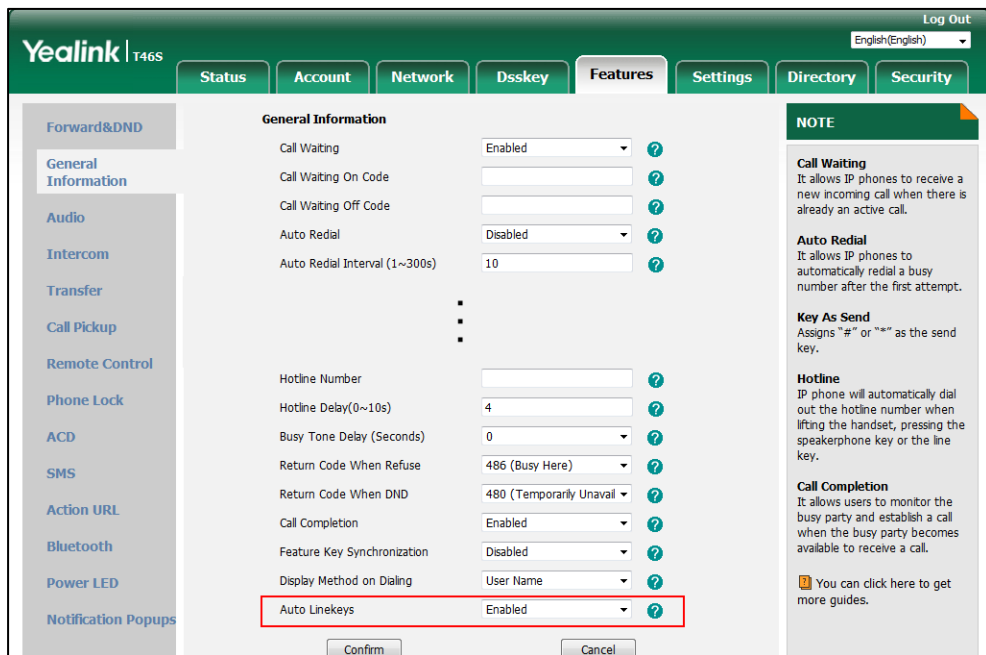 Log Out
English(English)
Yealink T46S
Status Account Network Dsskey Features Settings Directory Security
Forward&DND
General
Information
Audio
Intercom
Transfer
Call Pickup
Remote Control
Phone Lock
ACD
SMS
Action URL
Bluetooth
Power LED
Notification Popups
General Information
Call Waiting Enabled ?
Call Waiting On Code ?
Call Waiting Off Code ?
Auto Redial Disabled ?
Auto Redial Interval (1~300s) 10 ?
Hotline Number ?
Hotline Delay(0~10s) 4 ?
Busy Tone Delay (Seconds) 0 ?
Return Code When Refuse 486 (Busy Here) ?
Return Code When DND 480 (Temporarily Unavail ?
Call Completion Enabled ?
Feature Key Synchronization Disabled ?
Display Method on Dialing User Name ?
Auto Linekeys Enabled ?
Confirm Cancel
NOTE
Call Waiting
It allows IP phones to receive a
new incoming call when there is
already an active call.
Auto Redial
It allows IP phones to
automatically redial a busy
number after the first attempt.
Key As Send
Assigns "#" or "*" as the send
key.
Hotline
IP phone will automatically dial
out the hotline number when
lifting the handset, pressing the
speakerphone key or the line
key.
Call Completion
It allows users to monitor the
busy party and establish a call
when the busy party becomes
available to receive a call.
? You can click here to get
more guides.